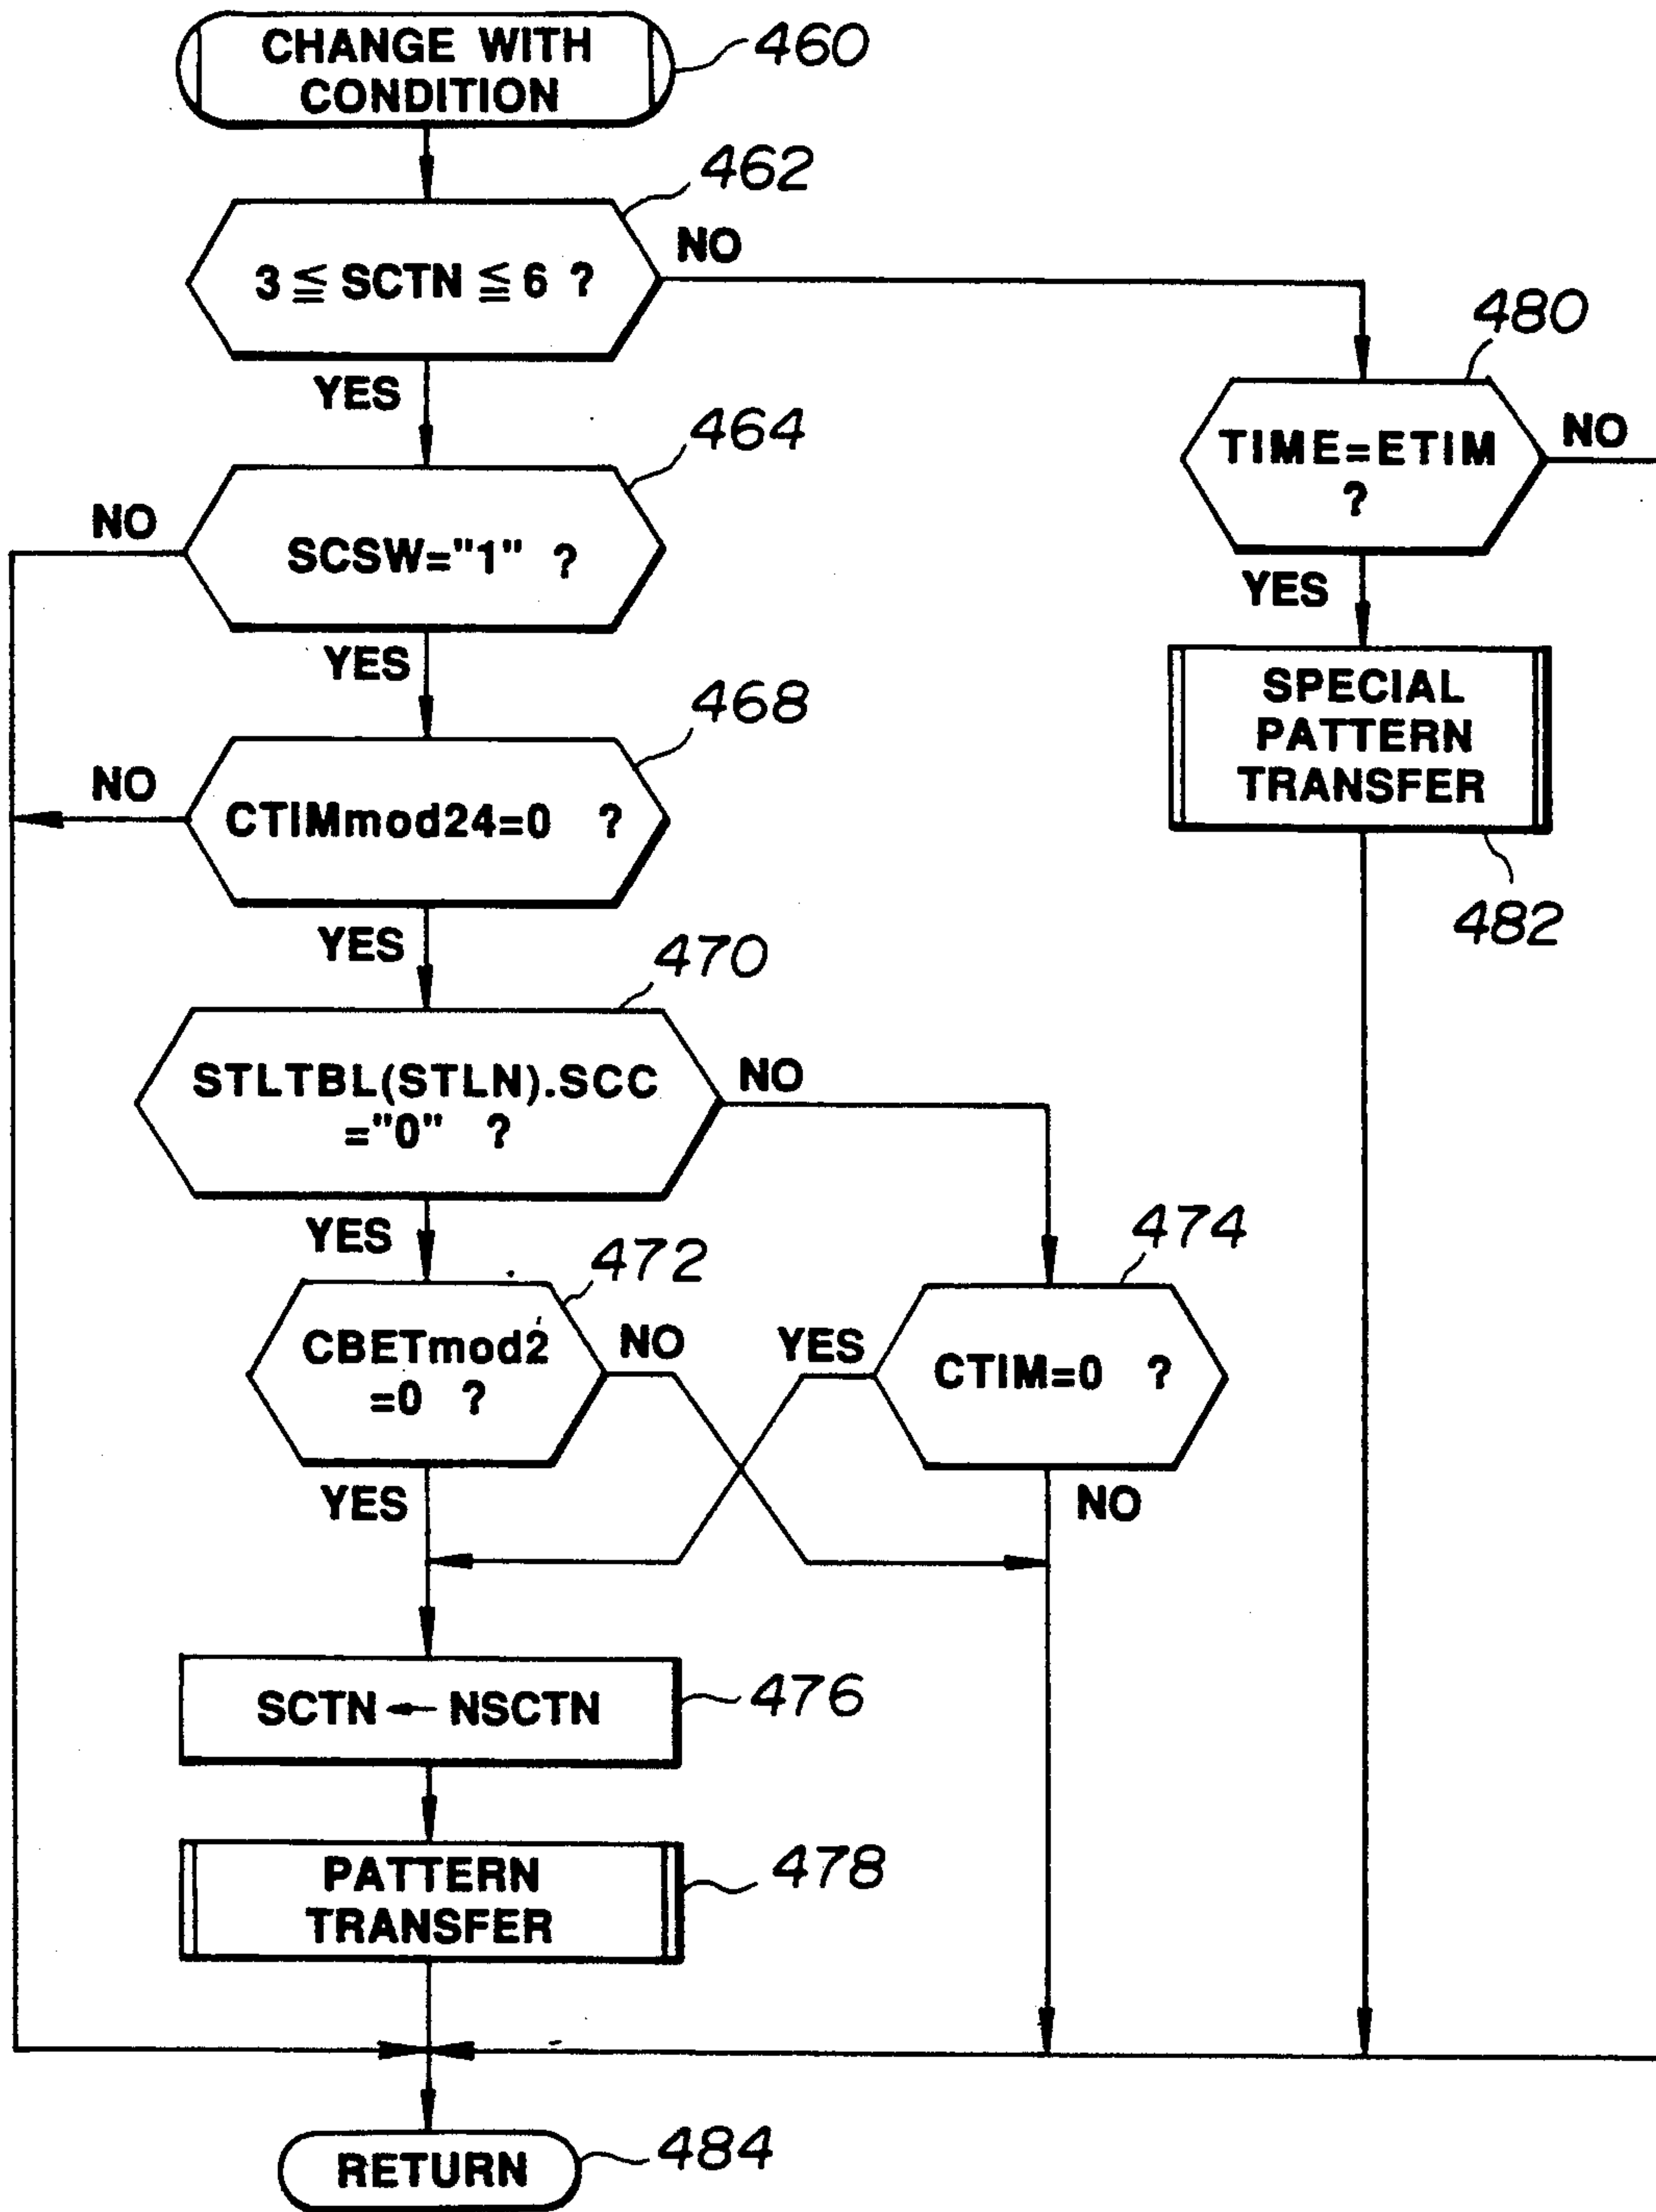 CHANGE WITH
CONDITION
460
462
3 ≦ SCTN ≦ 6 ?
NO
480
YES
TIME=ETIM
?
NO
464
NO
SCSW="1" ?
YES
YES
SPECIAL
PATTERN
TRANSFER
482
468
NO
CTIMmod24=0 ?
YES
470
STLTBL(STLN).SCC
="0" ?
NO
YES
472
474
CBETmod2
=0 ?
NO
YES
CTIM=0 ?
YES
NO
SCTN ← NSCTN
476
PATTERN
TRANSFER
478
RETURN
484